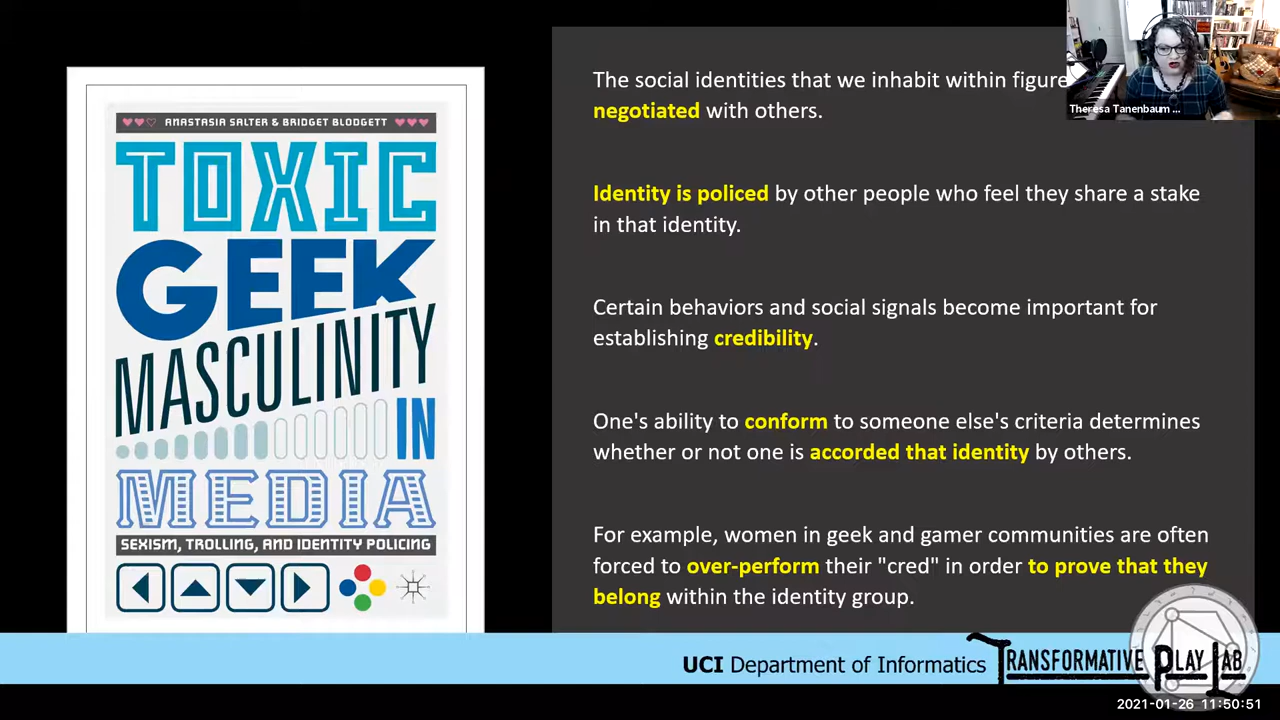 ANASTASIA SALTER & BRIDGET BLODGETT
TOXIC
GEEK
MASCULINITY
IN
MEDIA
SEXISM, TROLLING, AND IDENTITY POLICING
The social identities that we inhabit within figure
negotiated with others.
Identity is policed by other people who feel they share a stake
in that identity.
Certain behaviors and social signals become important for
establishing credibility.
One's ability to conform to someone else's criteria determines
whether or not one is accorded that identity by others.
For example, women in geek and gamer communities are often
forced to over-perform their "cred" in order to prove that they
belong within the identity group.
Theresa Tanenbaum ...
UCI Department of Informatics
TRANSFORMATIVE PLAY LAB
2021-01-26 11:50:51